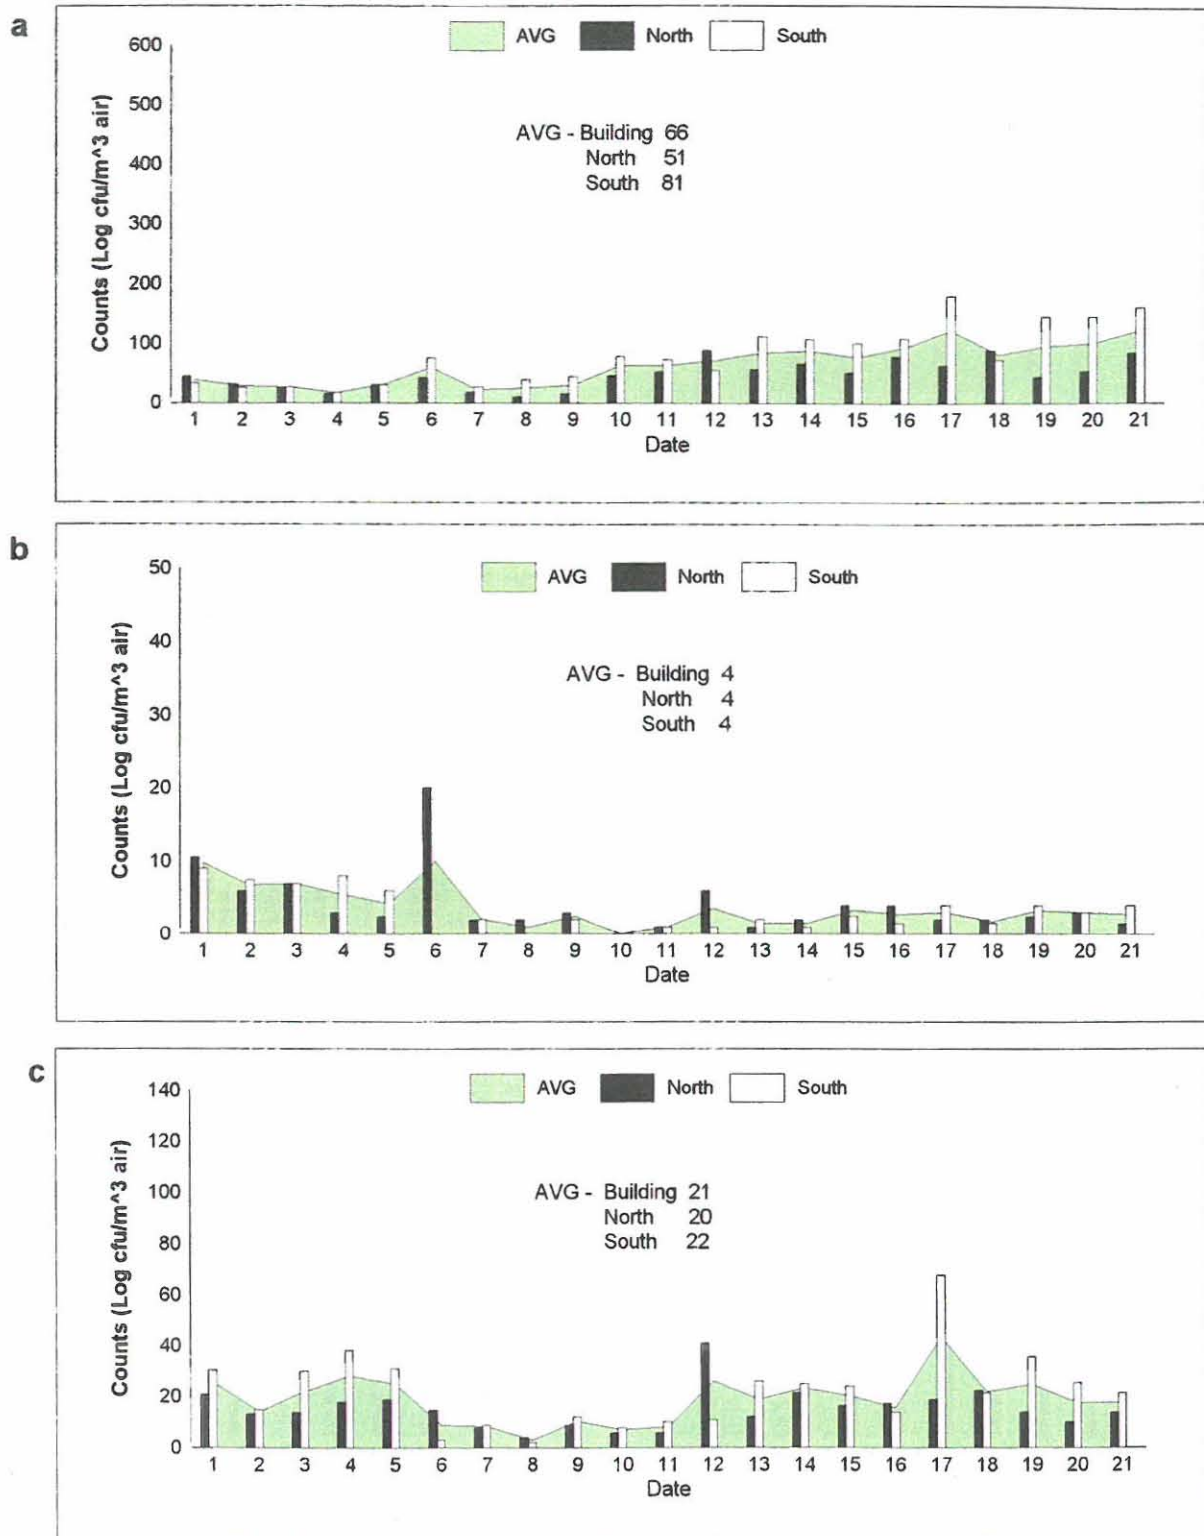 a
AVG North South
600
500
400
300
200
100
0
Counts (Log cfu/m^3 air)
AVG - Building 66
North 51
South 81
1 2 3 4 5 6 7 8 9 10 11 12 13 14 15 16 17 18 19 20 21
Date
b
AVG North South
50
40
30
20
10
0
Counts (Log cfu/m^3 air)
AVG - Building 4
North 4
South 4
1 2 3 4 5 6 7 8 9 10 11 12 13 14 15 16 17 18 19 20 21
Date
c
AVG North South
140
120
100
80
60
40
20
0
Counts (Log cfu/m^3 air)
AVG - Building 21
North 20
South 22
1 2 3 4 5 6 7 8 9 10 11 12 13 14 15 16 17 18 19 20 21
Date